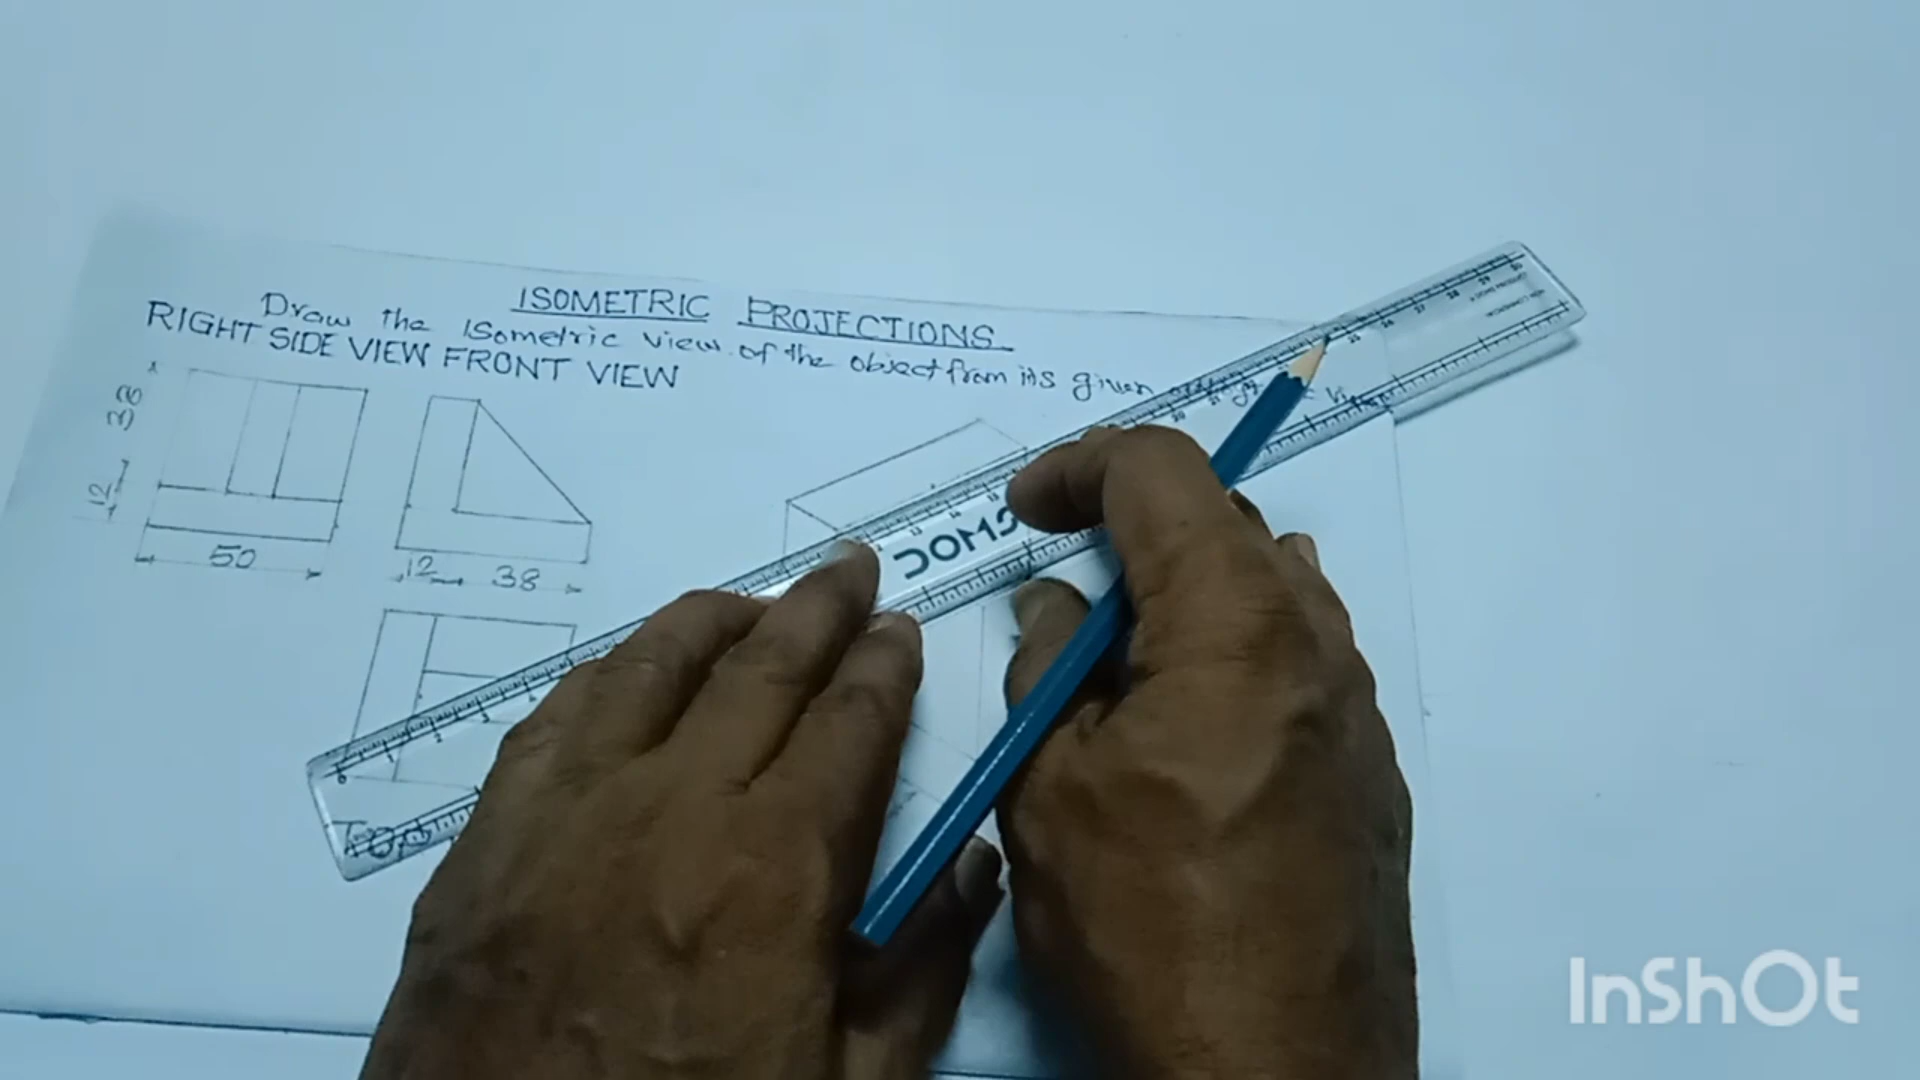 ISOMETRIC PROJECTIONS
Draw the isometric view of the object from its given
RIGHT SIDE VIEW FRONT VIEW
38
12
50
12 38
Top
DOMS
InShOt